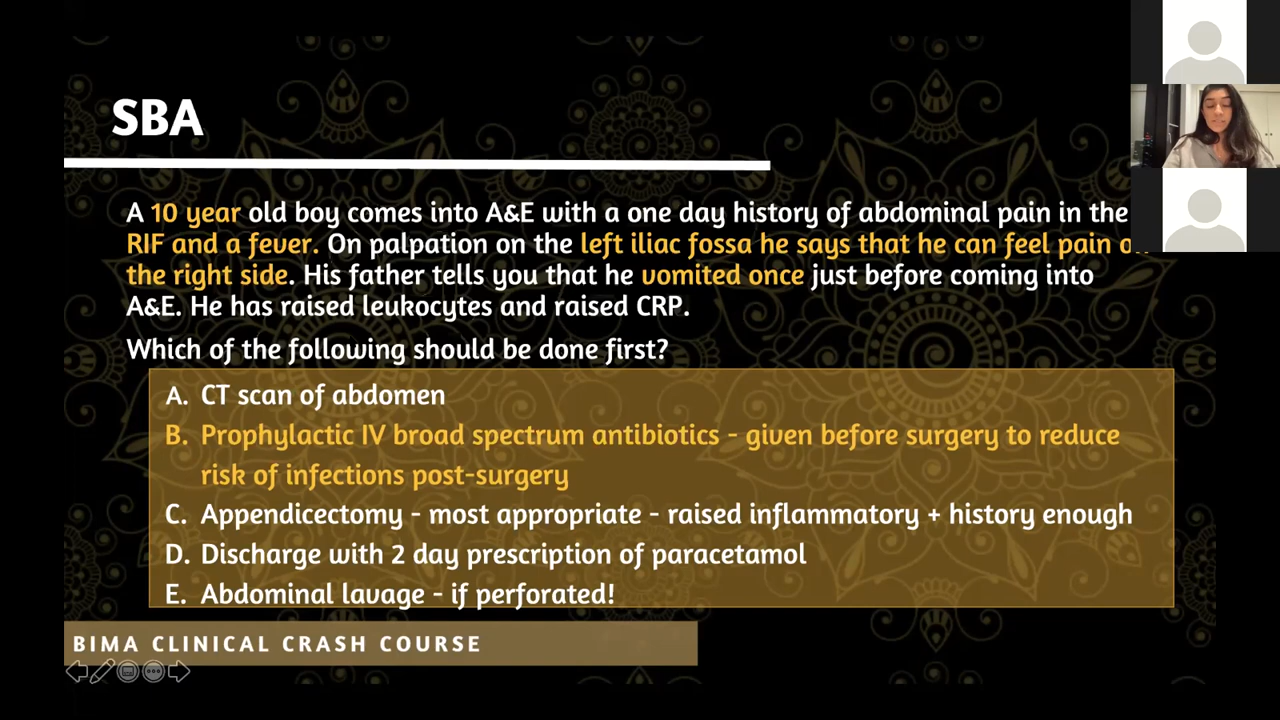 SBA
A 10 year old boy comes into A&E with a one day history of abdominal pain in the
RIF and a fever. On palpation on the left iliac fossa he says that he can feel pain
the right side. His father tells you that he vomited once just before coming into
A&E. He has raised leukocytes and raised CRP.
Which of the following should be done first?
A. CT scan of abdomen
B. Prophylactic IV broad spectrum antibiotics - given before surgery to reduce
risk of infections post-surgery
C. Appendicectomy - most appropriate - raised inflammatory + history enough
D. Discharge with 2 day prescription of paracetamol
E. Abdominal lavage - if perforated!
BIMA CLINICAL CRASH COURSE